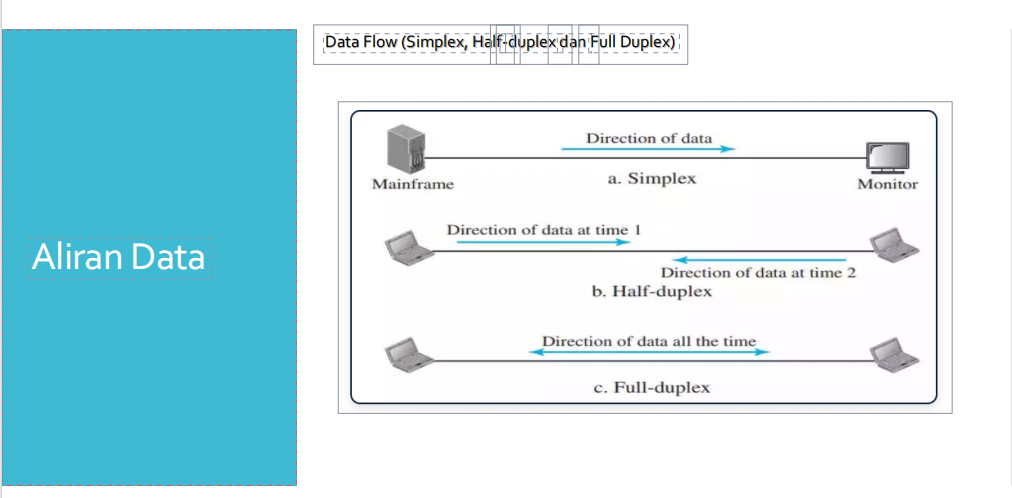 Data Flow (Simplex, Half-duplex dan Full Duplex)
Aliran Data
Direction of data
Mainframe
a. Simplex
Monitor
Direction of data at time 1
Direction of data at time 2
b. Half-duplex
Direction of data all the time
c. Full-duplex